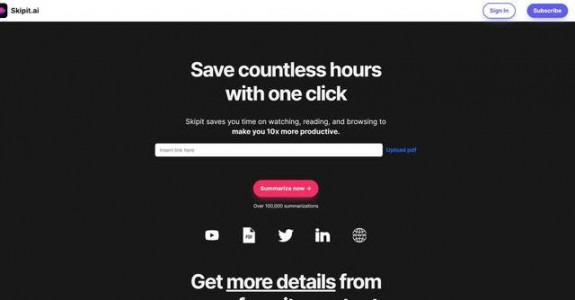 Skipit.ai
Sign In
Subscribe
Save countless hours
with one click
Skipit saves you time on watching, reading, and browsing to
make you 10x more productive.
Insert link here
Upload pdf
Summarize now →
Over 100,000 summarizations
PDF
Get more details from